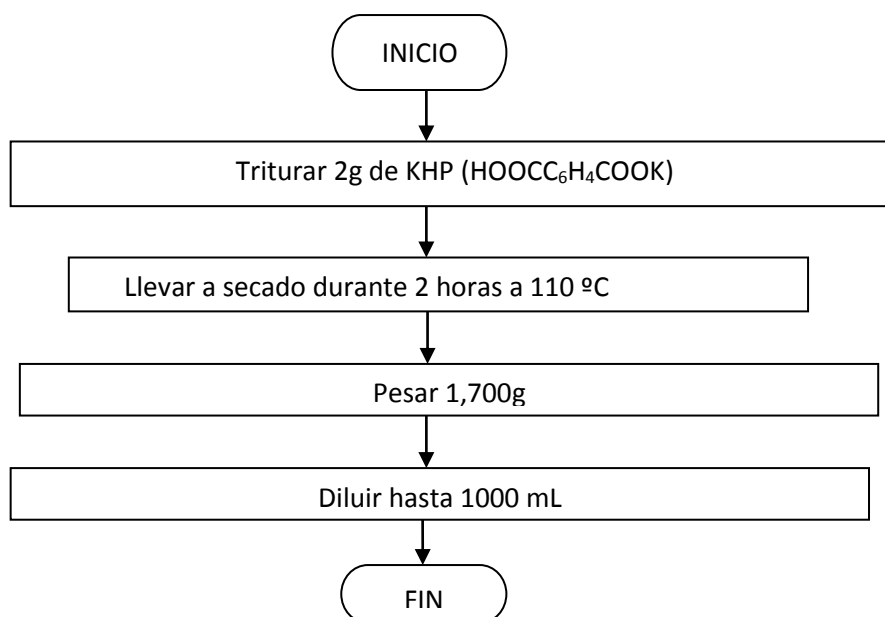 INICIO
Triturar 2g de KHP (HOOCC₆H₄COOK)
Llevar a secado durante 2 horas a 110 ºC
Pesar 1,700g
Diluir hasta 1000 mL
FIN